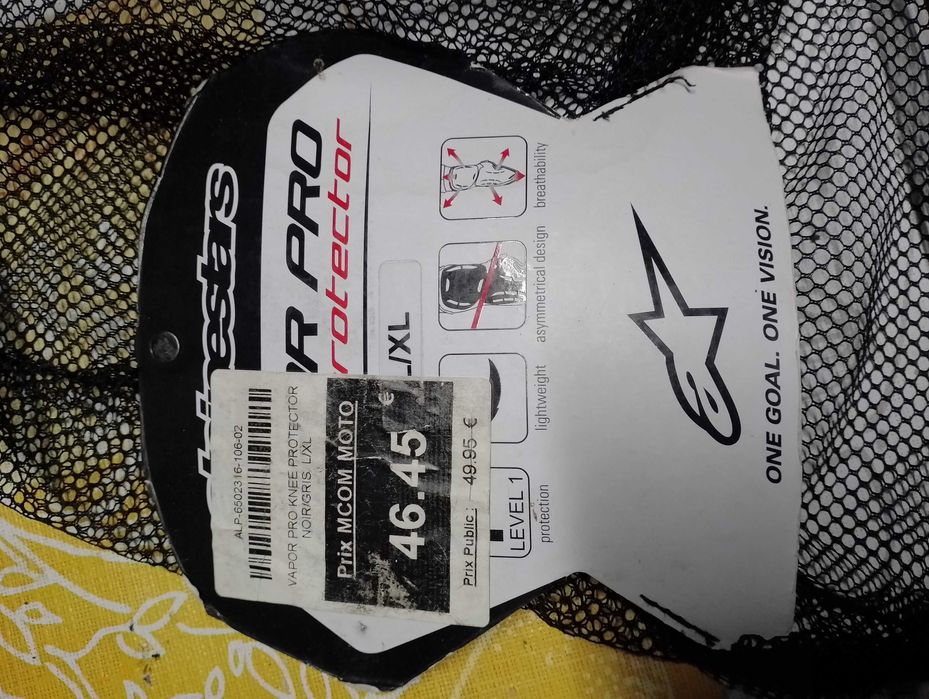 alpinestars
OR PRO
rotector
L/XL
ALP-6502316-106-02
VAPOR PRO KNEE PROTECTOR
NOIR/GRIS L/XL
Prix MCOM MOTO
46.45 €
Prix Public : 49.95 €
LEVEL 1
protection
lightweight
asymmetrical design
breathability
ONE GOAL. ONE VISION.